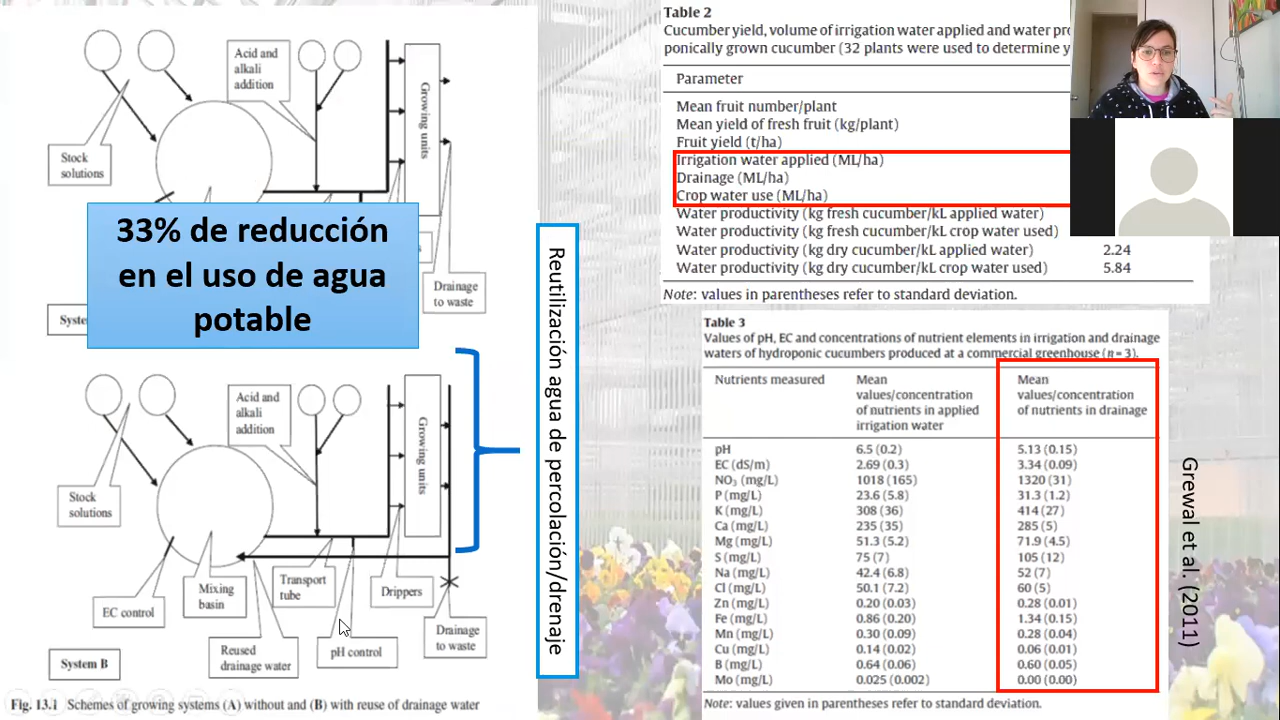 Acid and
alkali
addition
Growing units
Stock
solutions
33% de reducción
en el uso de agua
potable
Drainage
to waste
Acid and
alkali
addition
Growing units
Stock
solutions
Mixing
basin
Transport
tube
Drippers
EC control
Reused
drainage water
pH control
Drainage
to waste
System B
Fig. 13.1 Schemes of growing systems (A) without and (B) with reuse of drainage water
Reutilización agua de percolación/drenaje
Table 2
Cucumber yield, volume of irrigation water applied and water
ponically grown cucumber (32 plants were used to determine
Parameter
Mean fruit number/plant
Mean yield of fresh fruit (kg/plant)
Fruit yield (t/ha)
Irrigation water applied (ML/ha)
Drainage (ML/ha)
Crop water use (ML/ha)
Water productivity (kg fresh cucumber/kL applied water)
Water productivity (kg fresh cucumber/kL crop water used)
Water productivity (kg dry cucumber/kL applied water) 2.24
Water productivity (kg dry cucumber/kL crop water used) 5.84
Note: values in parentheses refer to standard deviation.
Table 3
Values of pH, EC and concentrations of nutrient elements in irrigation and drainage
waters of hydroponic cucumbers produced at a commercial greenhouse (n = 3).
Nutrients measured
Mean
values/concentration
of nutrients in applied
irrigation water
Mean
values/concentration
of nutrients in drainage
pH 6.5 (0.2) 5.13 (0.15)
EC (dS/m) 2.69 (0.3) 3.34 (0.09)
NO3 (mg/L) 1018 (165) 1320 (31)
P (mg/L) 23.6 (5.8) 31.3 (1.2)
K (mg/L) 308 (36) 414 (27)
Ca (mg/L) 235 (35) 285 (5)
Mg (mg/L) 51.3 (5.2) 71.9 (4.5)
S (mg/L) 75 (7) 105 (12)
Na (mg/L) 42.4 (6.8) 52 (7)
Cl (mg/L) 50.1 (7.2) 60 (5)
Zn (mg/L) 0.20 (0.03) 0.28 (0.01)
Fe (mg/L) 0.86 (0.20) 1.34 (0.15)
Mn (mg/L) 0.30 (0.09) 0.28 (0.04)
Cu (mg/L) 0.14 (0.02) 0.06 (0.01)
B (mg/L) 0.64 (0.06) 0.60 (0.05)
Mo (mg/L) 0.025 (0.002) 0.00 (0.00)
Note: values given in parentheses refer to standard deviation.
Grewal et al. (2011)